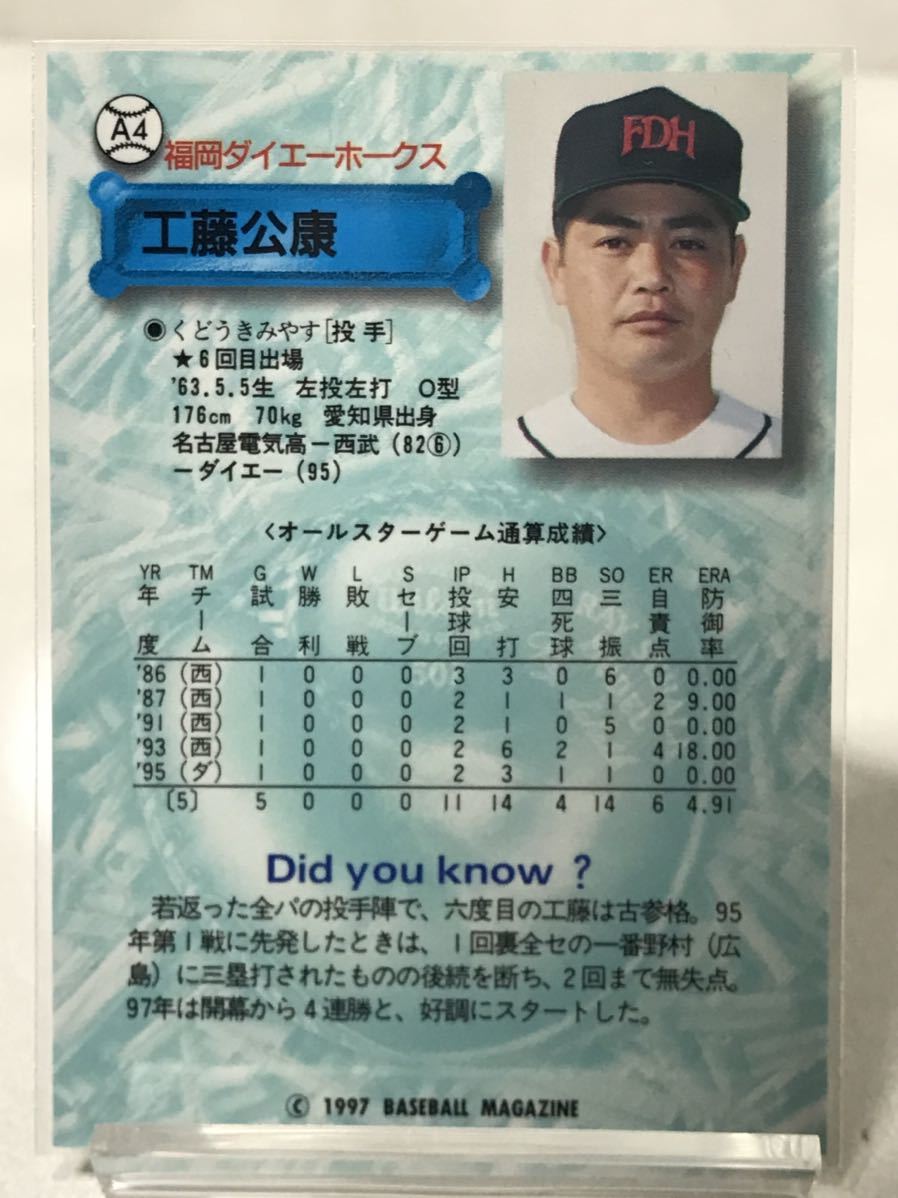 A4
福岡ダイエーホークス
FDH
工藤公康
◉くどうきみやす[投手]
★6回目出場
'63.5.5生 左投左打 O型
176cm 70kg 愛知県出身
名古屋電気高ー西武(82⑥)
ーダイエー(95)
〈オールスターゲーム通算成績〉
YR TM G W L S IP H BB SO ER ERA
年度 チーム 試合 勝利 敗戦 セーブ 投球回 安打 四死球 三振 自責点 防御率
'86 (西) 1 0 0 0 3 3 0 6 0 0.00
'87 (西) 1 0 0 0 2 1 1 1 2 9.00
'91 (西) 1 0 0 0 2 1 0 5 0 0.00
'93 (西) 1 0 0 0 2 6 2 1 4 18.00
'95 (ダ) 1 0 0 0 2 3 1 1 0 0.00
〔5〕 5 0 0 0 11 14 4 14 6 4.91
Did you know ?
若返った全パの投手陣で、六度目の工藤は古参格。95
年第1戦に先発したときは、1回裏全セの一番野村(広
島)に三塁打されたものの後続を断ち、2回まで無失点。
97年は開幕から4連勝と、好調にスタートした。
© 1997 BASEBALL MAGAZINE